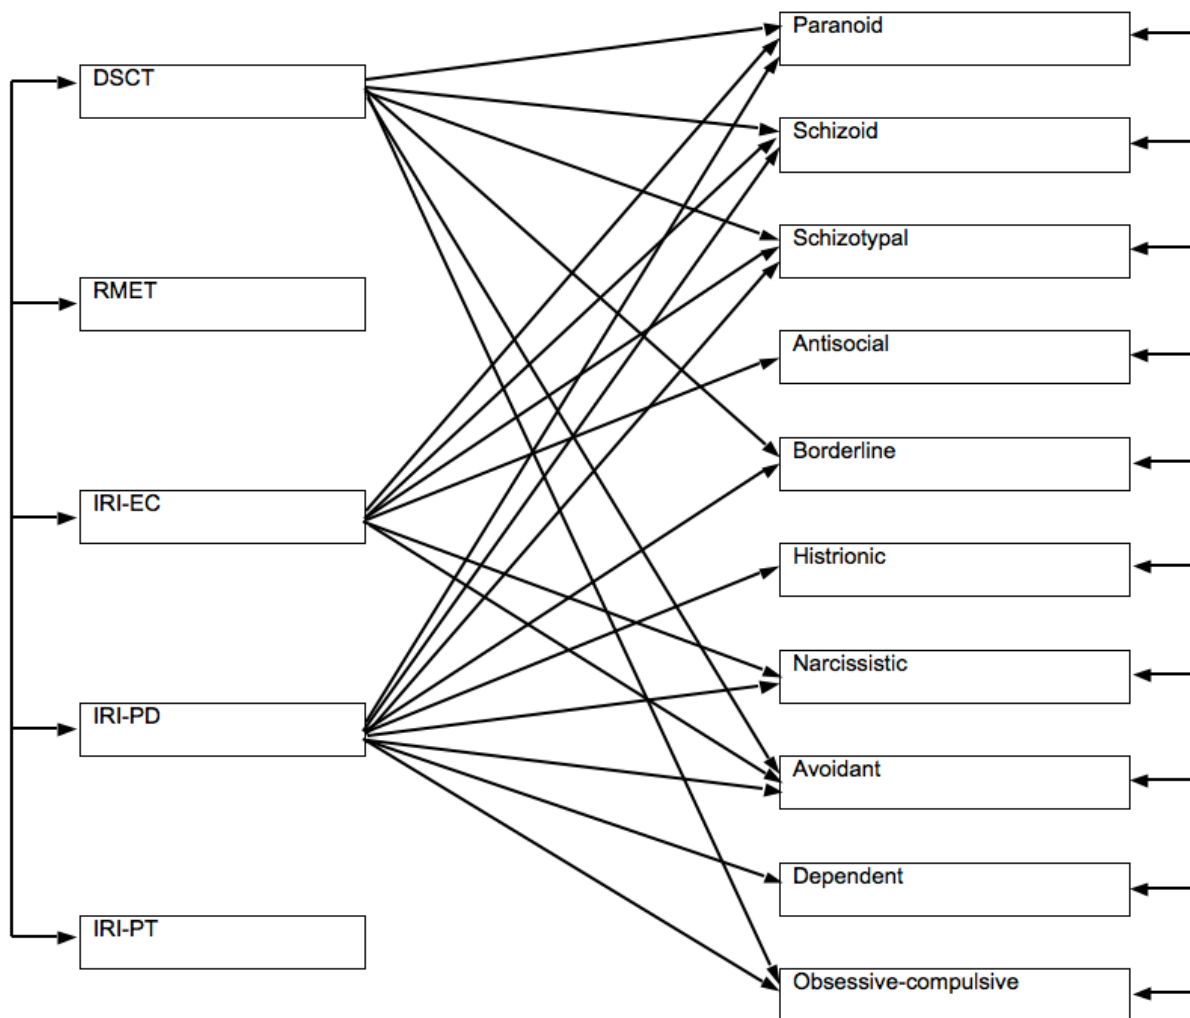 DSCT
RMET
IRI-EC
IRI-PD
IRI-PT
Paranoid
Schizoid
Schizotypal
Antisocial
Borderline
Histrionic
Narcissistic
Avoidant
Dependent
Obsessive-compulsive